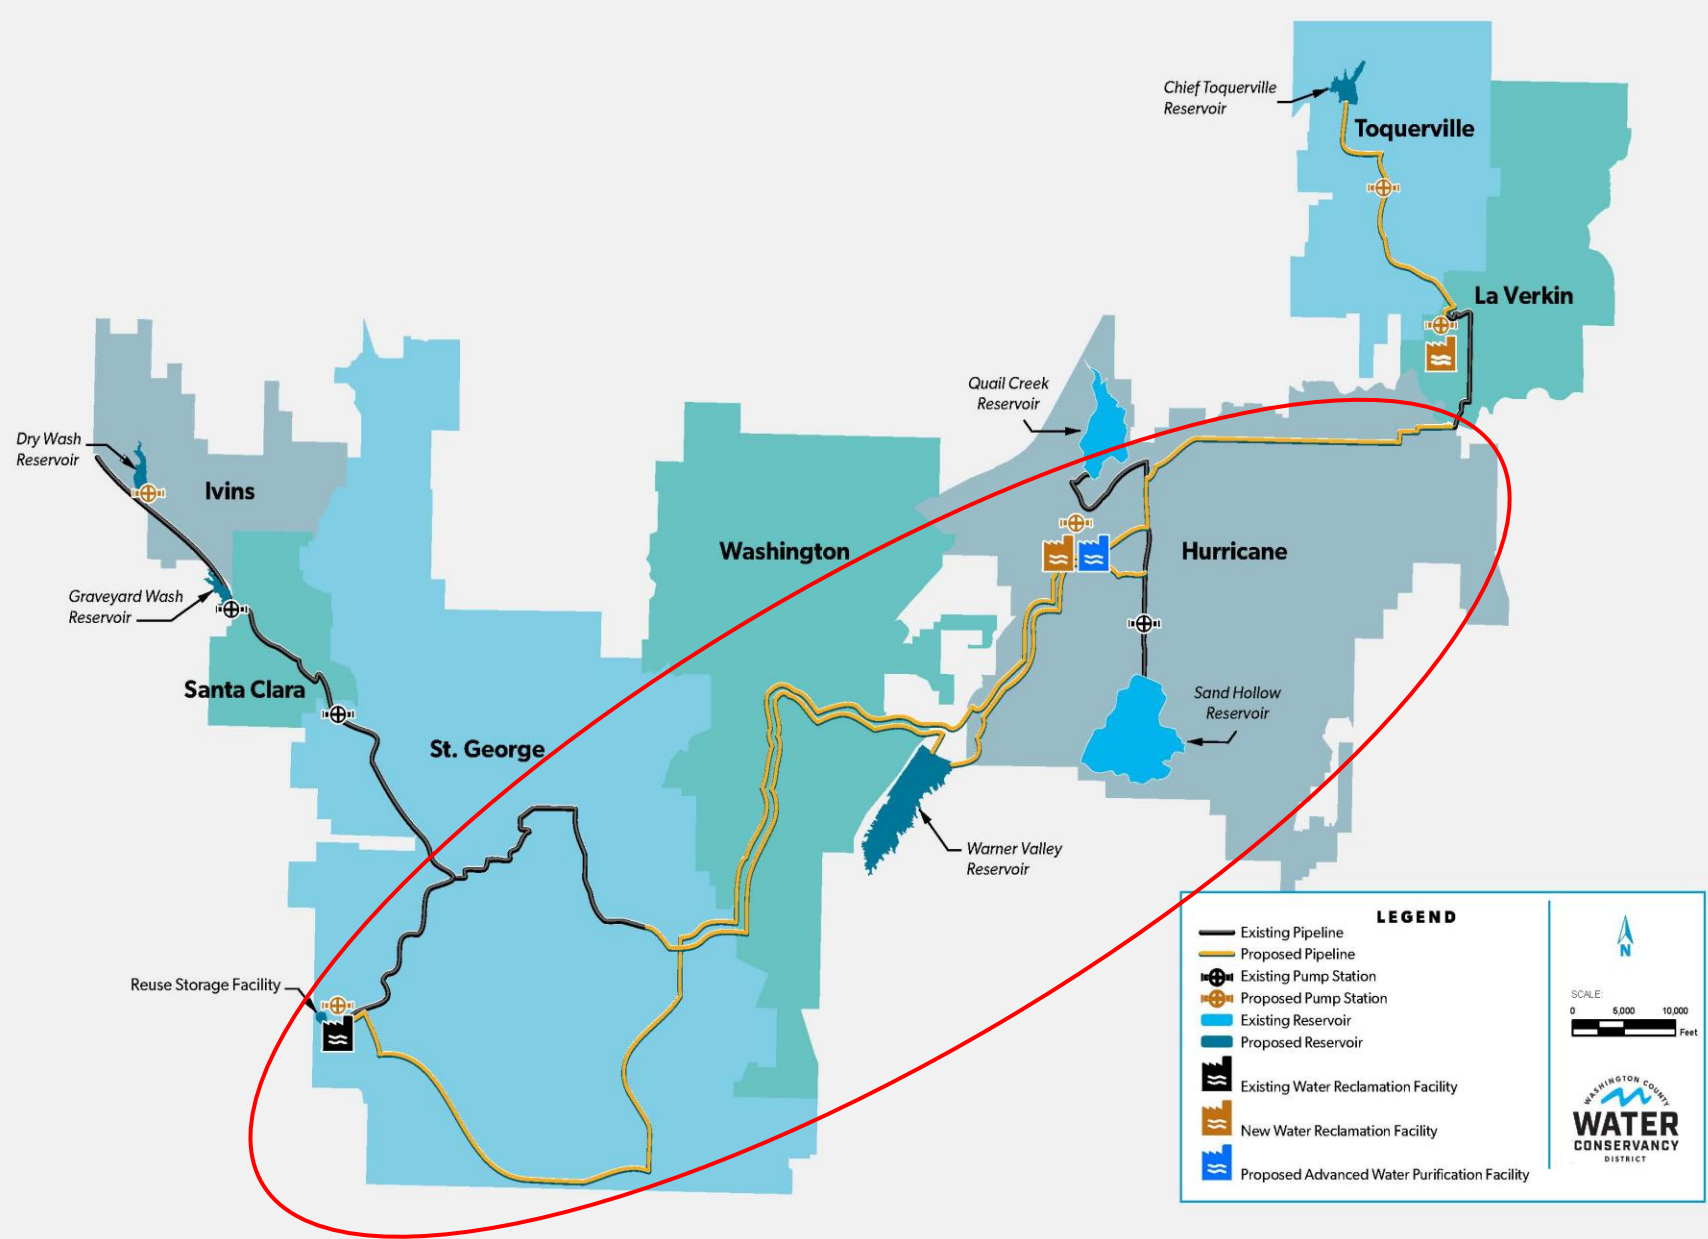 Chief Toquerville
Reservoir
Toquerville
La Verkin
Quail Creek
Reservoir
Dry Wash
Reservoir
Ivins
Washington
Hurricane
Graveyard Wash
Reservoir
Santa Clara
Sand Hollow
Reservoir
St. George
Warner Valley
Reservoir
Reuse Storage Facility
LEGEND
Existing Pipeline
Proposed Pipeline
Existing Pump Station
Proposed Pump Station
Existing Reservoir
Proposed Reservoir
Existing Water Reclamation Facility
New Water Reclamation Facility
Proposed Advanced Water Purification Facility
N
SCALE:
0 5,000 10,000
Feet
WASHINGTON COUNTY
WATER
CONSERVANCY
DISTRICT